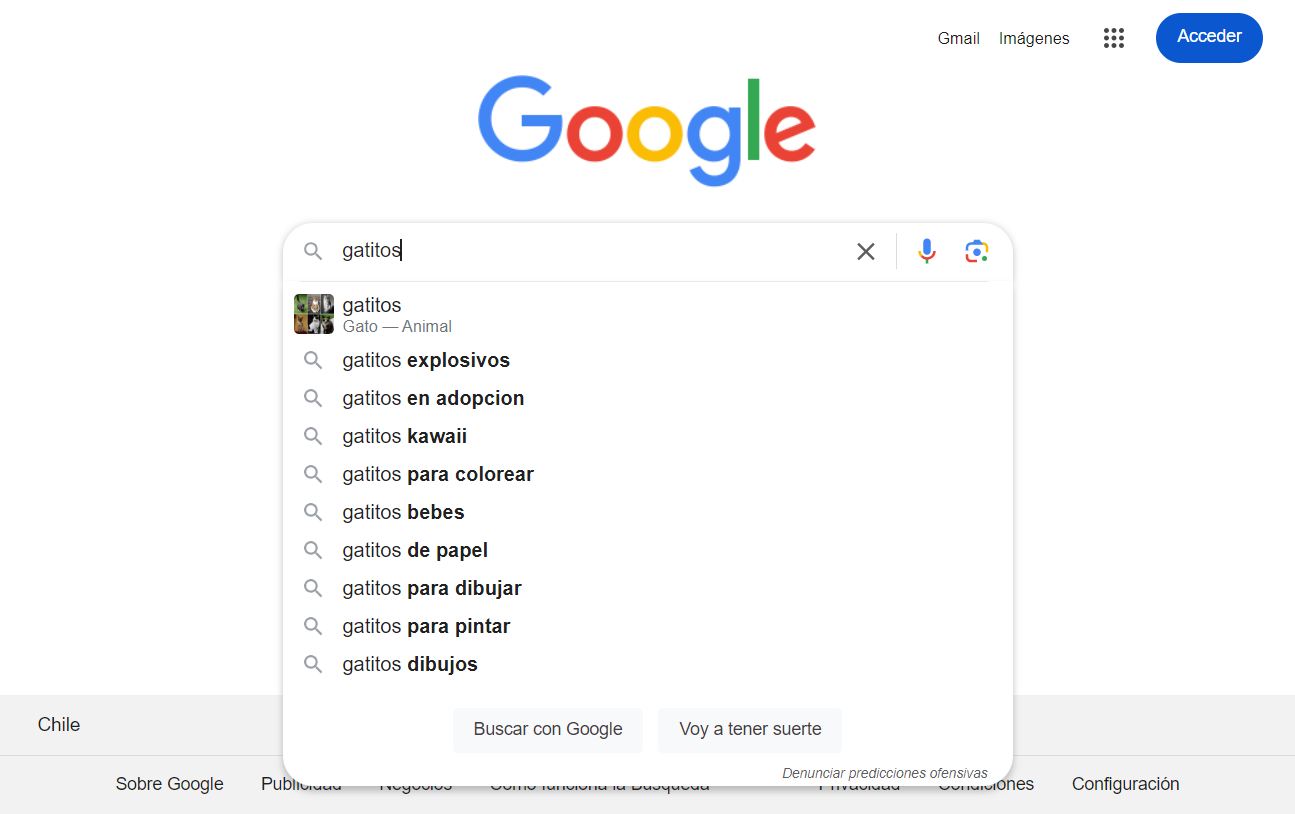 Gmail Imágenes Acceder
Google
gatitos
gatitos
Gato — Animal
gatitos explosivos
gatitos en adopcion
gatitos kawaii
gatitos para colorear
gatitos bebes
gatitos de papel
gatitos para dibujar
gatitos para pintar
gatitos dibujos
Buscar con Google Voy a tener suerte
Denunciar predicciones ofensivas
Chile
Sobre Google Publicidad Negocios Cómo funciona la Búsqueda Privacidad Condiciones Configuración